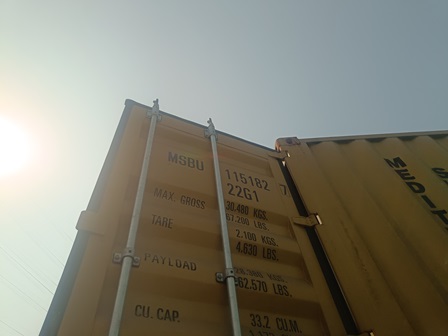 MSBU 115182 7
22G1
MAX. GROSS 30.480 KGS.
67.200 LBS.
TARE 2.100 KGS.
4.630 LBS.
PAYLOAD
62.570 LBS.
CU. CAP. 33.2 CU.M.
MEDI